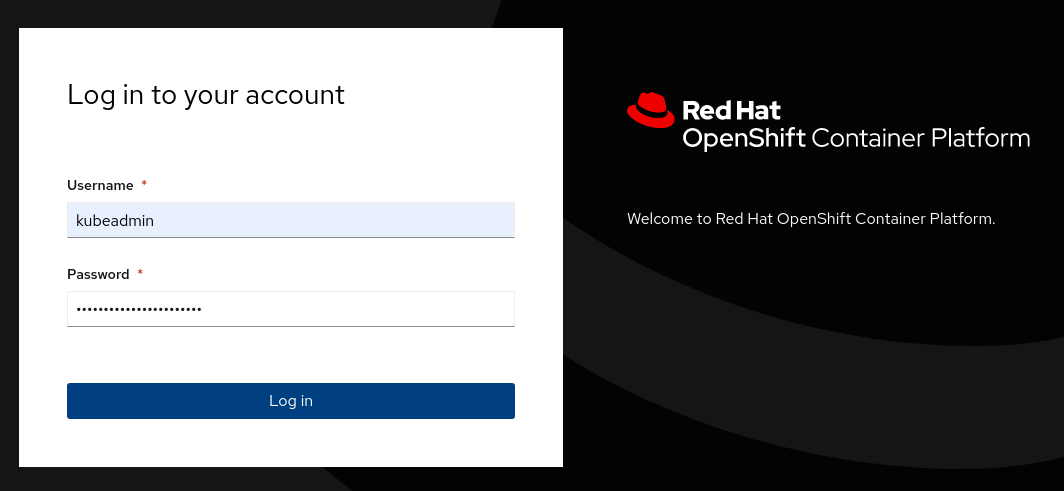 Log in to your account
Username *
kubeadmin
Password *
•••••••••••••••••••••••
Log in
Red Hat
OpenShift Container Platform
Welcome to Red Hat OpenShift Container Platform.